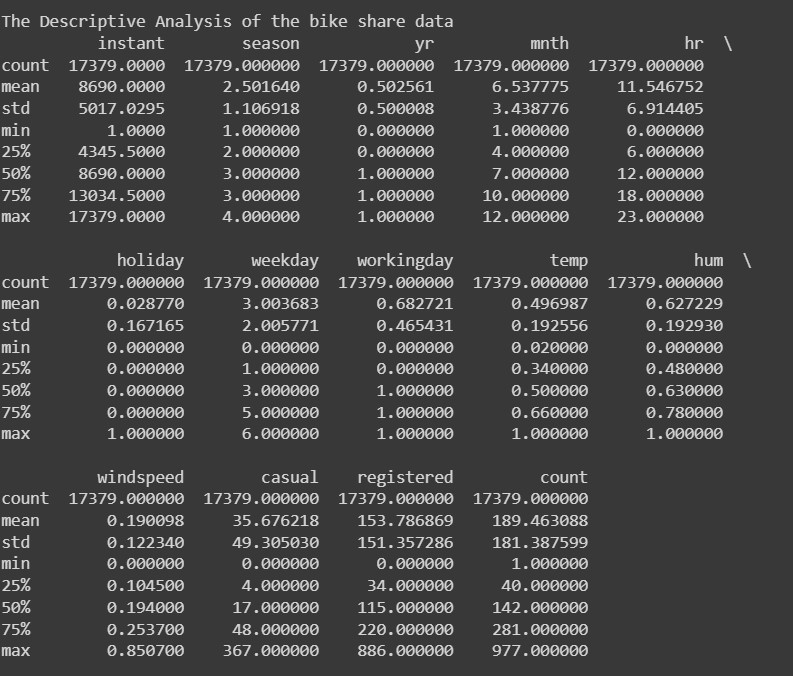 The Descriptive Analysis of the bike share data
instant season yr mnth hr \
count 17379.0000 17379.000000 17379.000000 17379.000000 17379.000000
mean 8690.0000 2.501640 0.502561 6.537775 11.546752
std 5017.0295 1.106918 0.500008 3.438776 6.914405
min 1.0000 1.000000 0.000000 1.000000 0.000000
25% 4345.5000 2.000000 0.000000 4.000000 6.000000
50% 8690.0000 3.000000 1.000000 7.000000 12.000000
75% 13034.5000 3.000000 1.000000 10.000000 18.000000
max 17379.0000 4.000000 1.000000 12.000000 23.000000
holiday weekday workingday temp hum \
count 17379.000000 17379.000000 17379.000000 17379.000000 17379.000000
mean 0.028770 3.003683 0.682721 0.496987 0.627229
std 0.167165 2.005771 0.465431 0.192556 0.192930
min 0.000000 0.000000 0.000000 0.020000 0.000000
25% 0.000000 1.000000 0.000000 0.340000 0.480000
50% 0.000000 3.000000 1.000000 0.500000 0.630000
75% 0.000000 5.000000 1.000000 0.660000 0.780000
max 1.000000 6.000000 1.000000 1.000000 1.000000
windspeed casual registered count
count 17379.000000 17379.000000 17379.000000 17379.000000
mean 0.190098 35.676218 153.786869 189.463088
std 0.122340 49.305030 151.357286 181.387599
min 0.000000 0.000000 0.000000 1.000000
25% 0.104500 4.000000 34.000000 40.000000
50% 0.194000 17.000000 115.000000 142.000000
75% 0.253700 48.000000 220.000000 281.000000
max 0.850700 367.000000 886.000000 977.000000